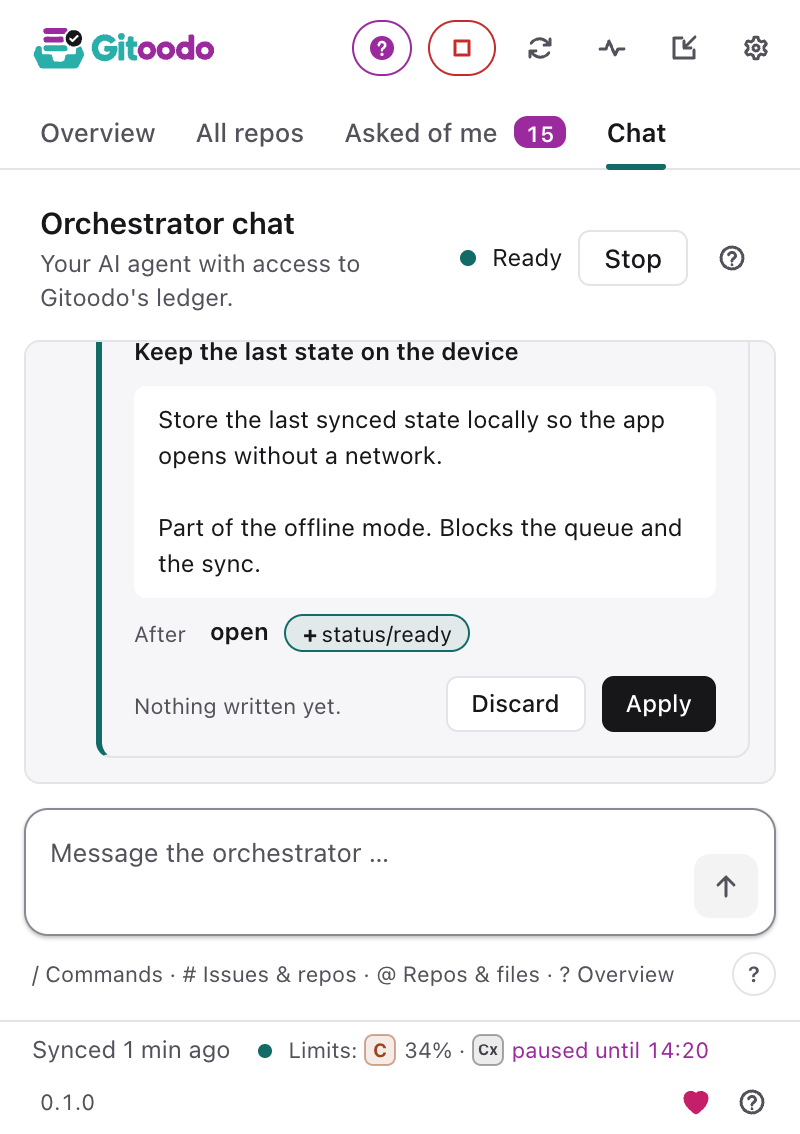 Gitoodo
?
Overview All repos Asked of me 15 Chat
Orchestrator chat
Your AI agent with access to
Gitoodo's ledger.
Ready Stop ?
Keep the last state on the device
Store the last synced state locally so the app
opens without a network.
Part of the offline mode. Blocks the queue and
the sync.
After open + status/ready
Nothing written yet. Discard Apply
Message the orchestrator ...
/ Commands · # Issues & repos · @ Repos & files · ? Overview ?
Synced 1 min ago Limits: C 34% · Cx paused until 14:20
0.1.0 ?